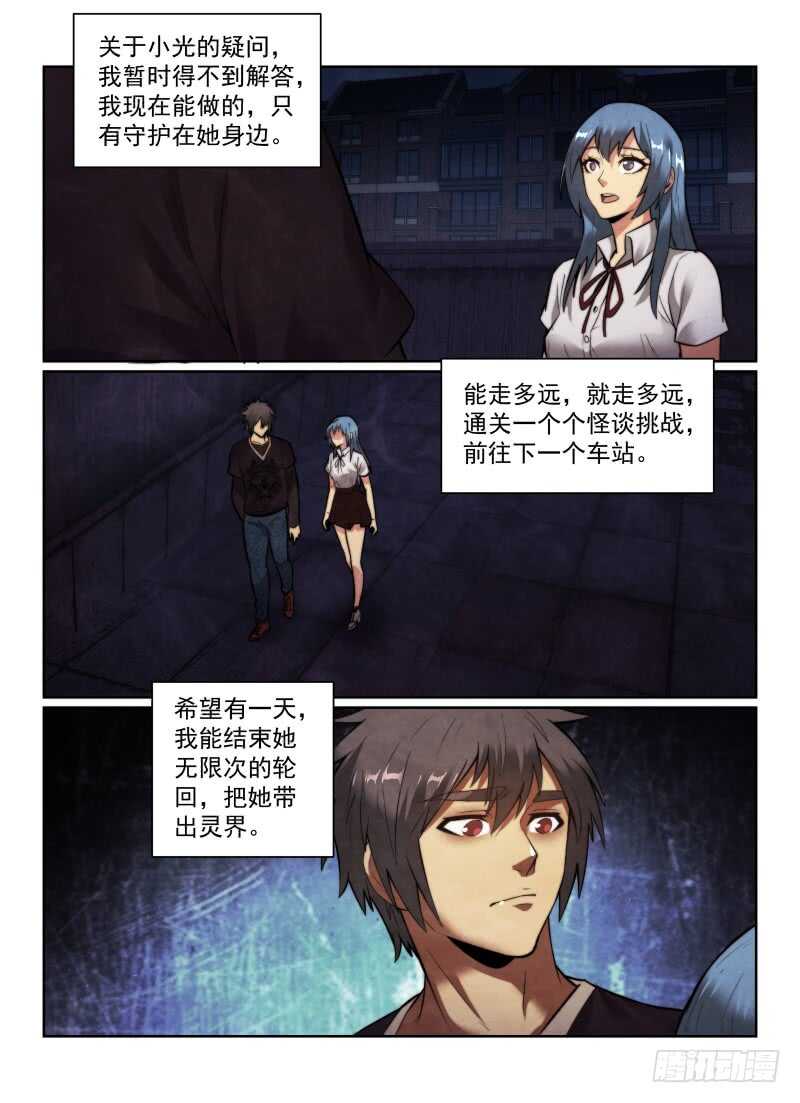 关于小光的疑问，
我暂时得不到解答，
我现在能做的，只
有守护在她身边。
能走多远，就走多远，
通关一个个怪谈挑战，
前往下一个车站。
希望有一天，
我能结束她
无限次的轮
回，把她带
出灵界。
腾讯动漫